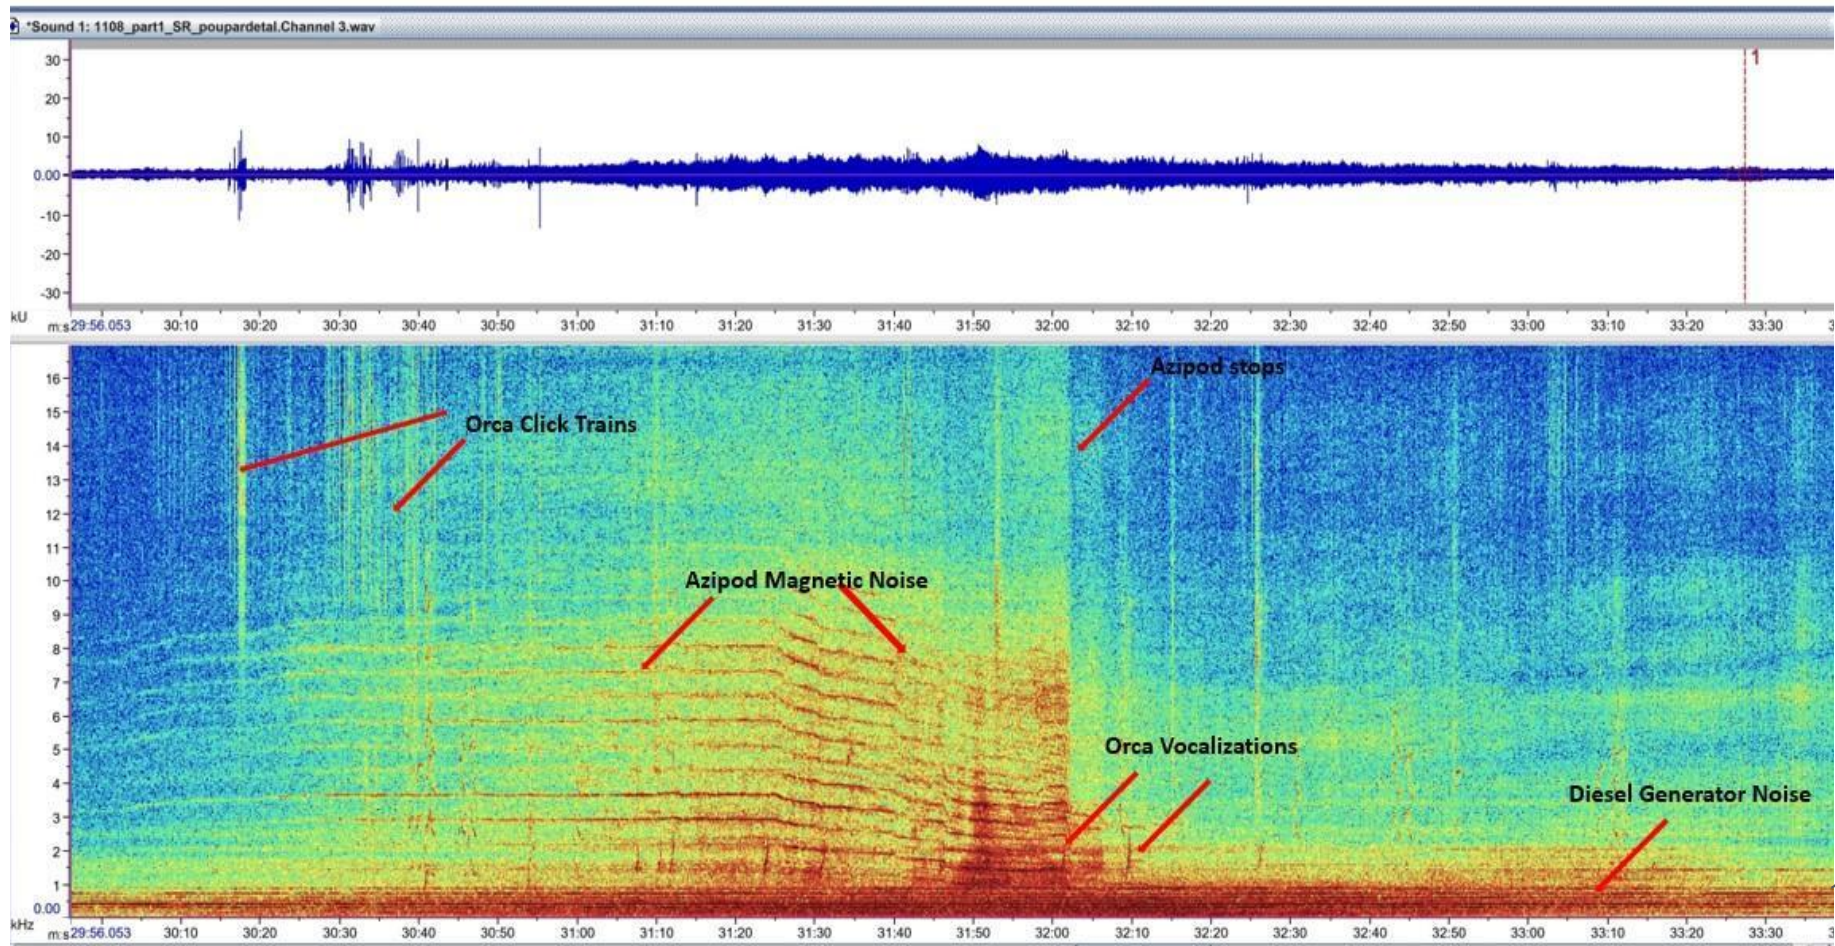 *Sound 1: 1108_part1_SR_poupardetal.Channel 3.wav
1
30
20
10
0.00
-10
-20
-30
kU
m:s 29:56.053 30:10 30:20 30:30 30:40 30:50 31:00 31:10 31:20 31:30 31:40 31:50 32:00 32:10 32:20 32:30 32:40 32:50 33:00 33:10 33:20 33:30 3
Azipod stops
16
15
Orca Click Trains
14
13
12
11
10
Azipod Magnetic Noise
9
8
7
6
5
Orca Vocalizations
4
Diesel Generator Noise
3
2
1
0.00
kHz
m:s 29:56.053 30:10 30:20 30:30 30:40 30:50 31:00 31:10 31:20 31:30 31:40 31:50 32:00 32:10 32:20 32:30 32:40 32:50 33:00 33:10 33:20 33:30 3